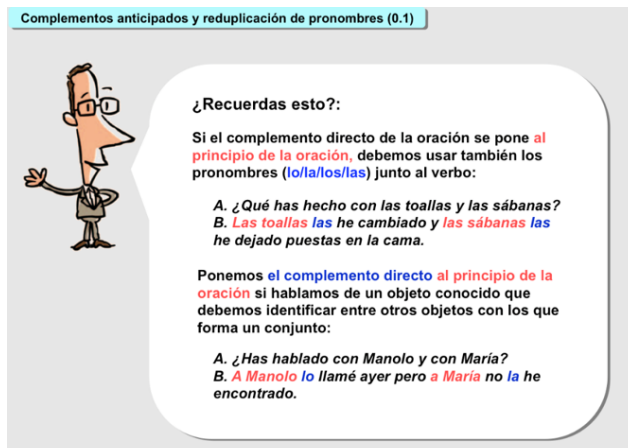 Complementos anticipados y reduplicación de pronombres (0.1)
¿Recuerdas esto?:
Si el complemento directo de la oración se pone al
principio de la oración, debemos usar también los
pronombres (lo/la/los/las) junto al verbo:
A. ¿Qué has hecho con las toallas y las sábanas?
B. Las toallas las he cambiado y las sábanas las
he dejado puestas en la cama.
Ponemos el complemento directo al principio de la
oración si hablamos de un objeto conocido que
debemos identificar entre otros objetos con los que
forma un conjunto:
A. ¿Has hablado con Manolo y con María?
B. A Manolo lo llamé ayer pero a María no la he
encontrado.